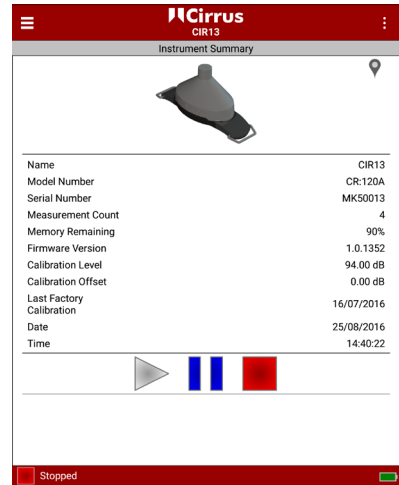 Cirrus
CIR13
Instrument Summary
Name CIR13
Model Number CR:120A
Serial Number MK50013
Measurement Count 4
Memory Remaining 90%
Firmware Version 1.0.1352
Calibration Level 94.00 dB
Calibration Offset 0.00 dB
Last Factory
Calibration 16/07/2016
Date 25/08/2016
Time 14:40:22
Stopped